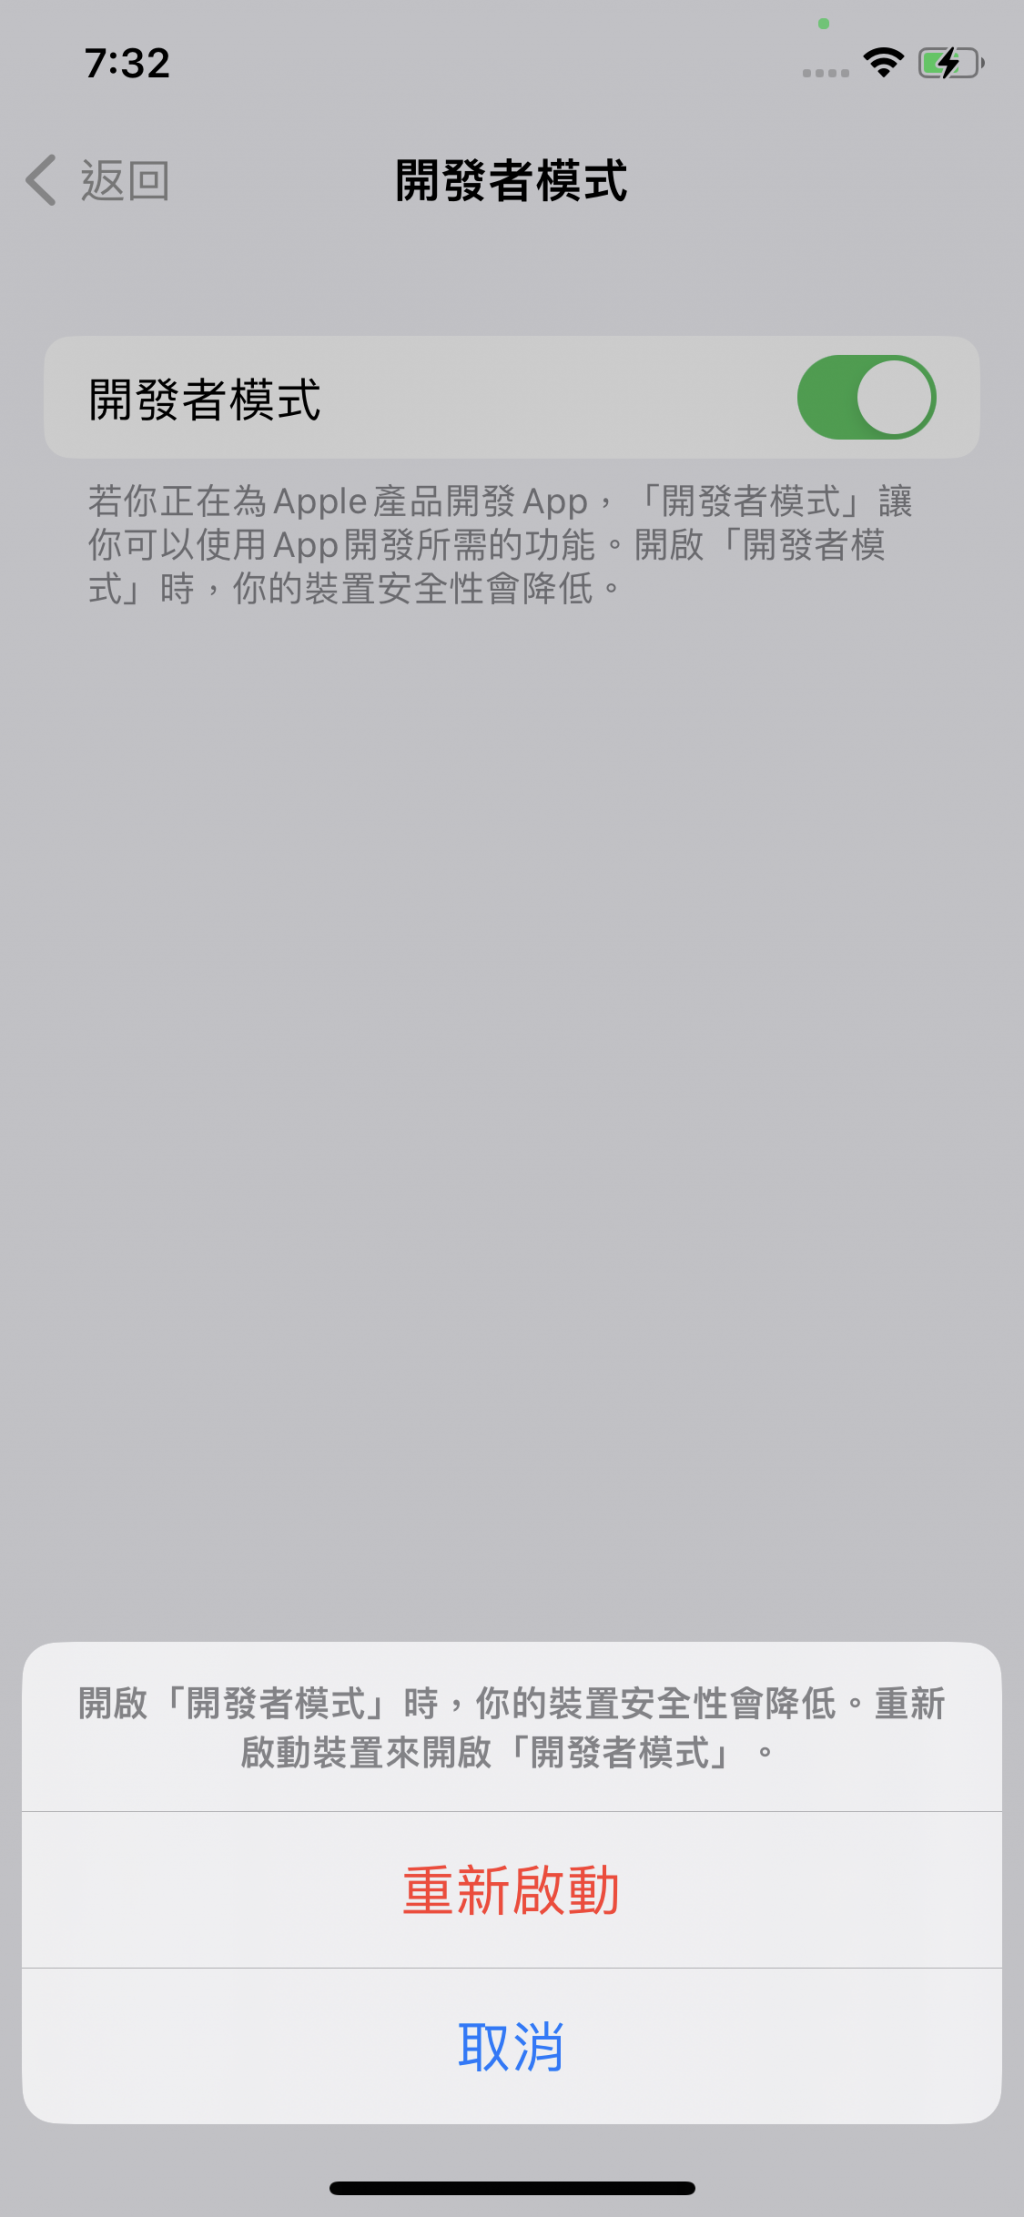 7:32
返回
開發者模式
開發者模式
若你正在為Apple產品開發App，「開發者模式」讓
你可以使用App開發所需的功能。開啟「開發者模
式」時，你的裝置安全性會降低。
開啟「開發者模式」時，你的裝置安全性會降低。重新
啟動裝置來開啟「開發者模式」。
重新啟動
取消